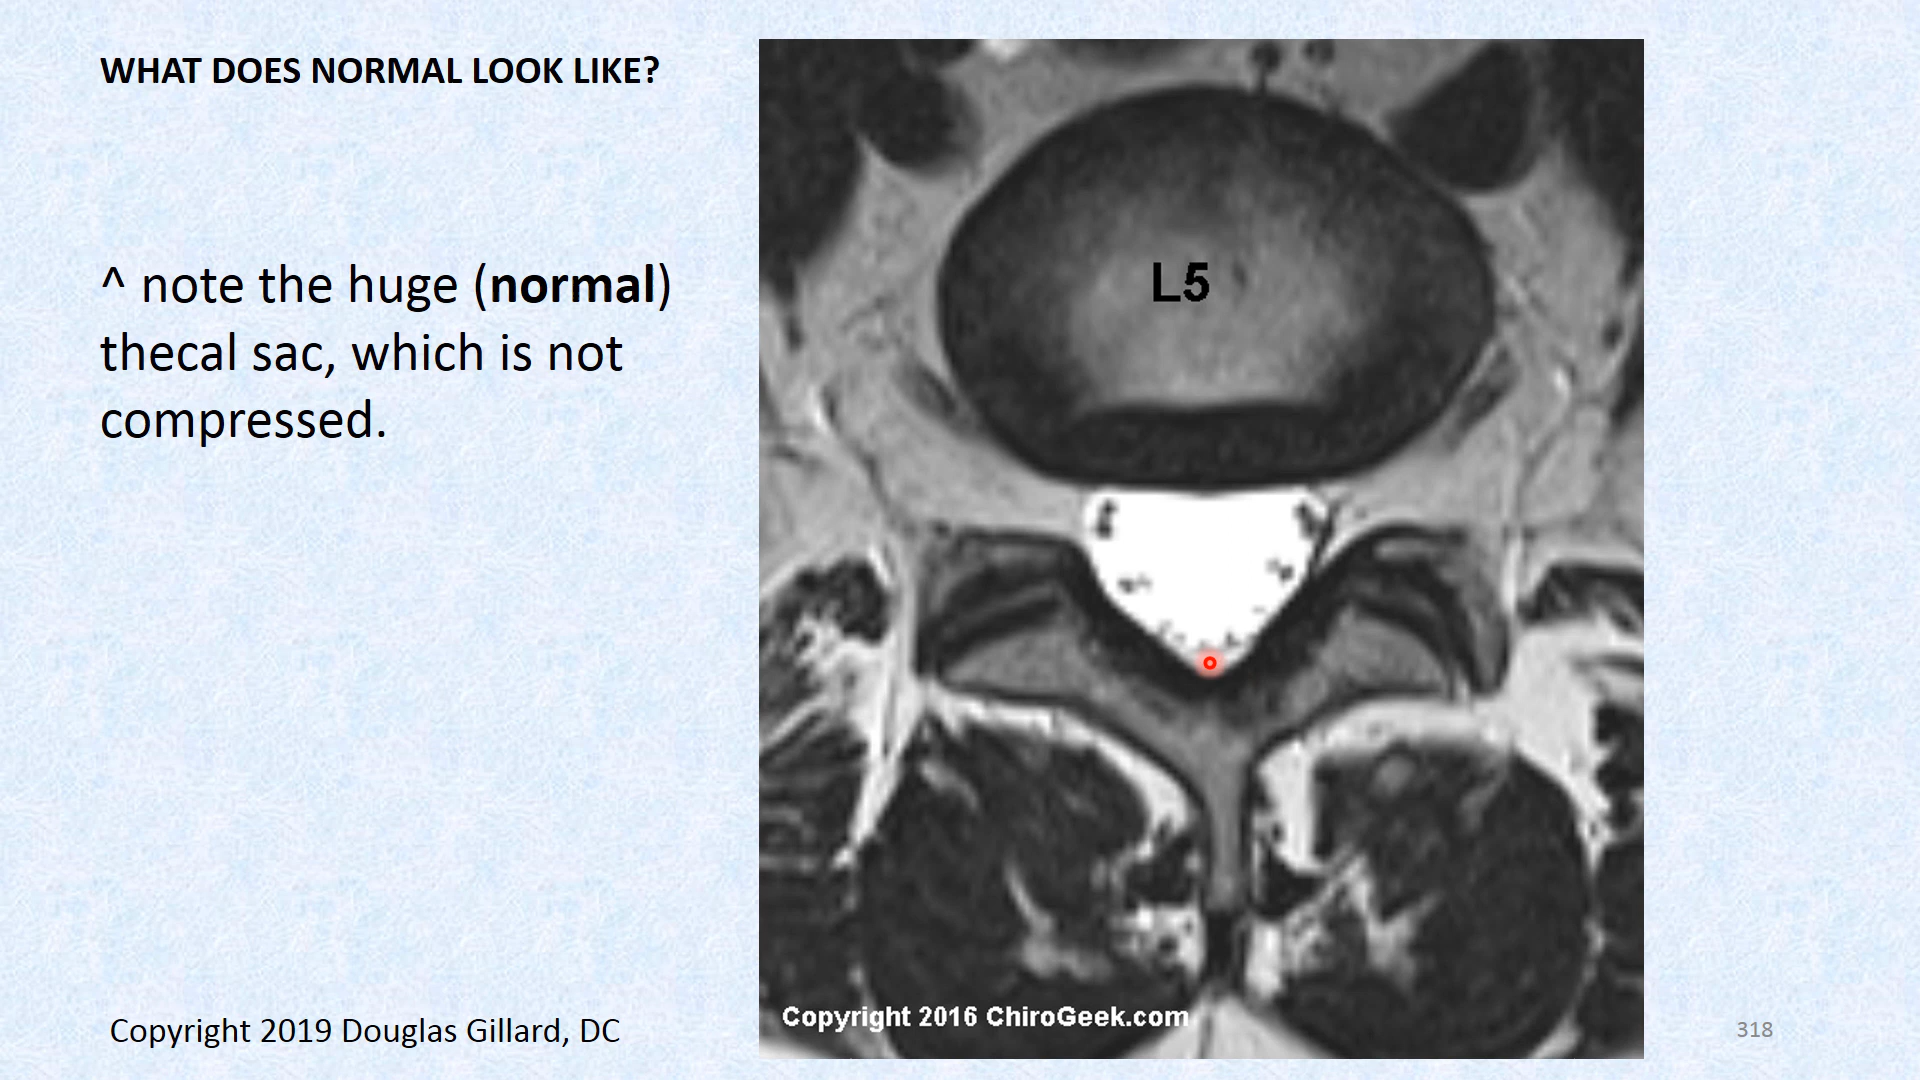 WHAT DOES NORMAL LOOK LIKE?
^ note the huge (normal)
thecal sac, which is not
compressed.
L5
Copyright 2016 ChiroGeek.com
Copyright 2019 Douglas Gillard, DC
318